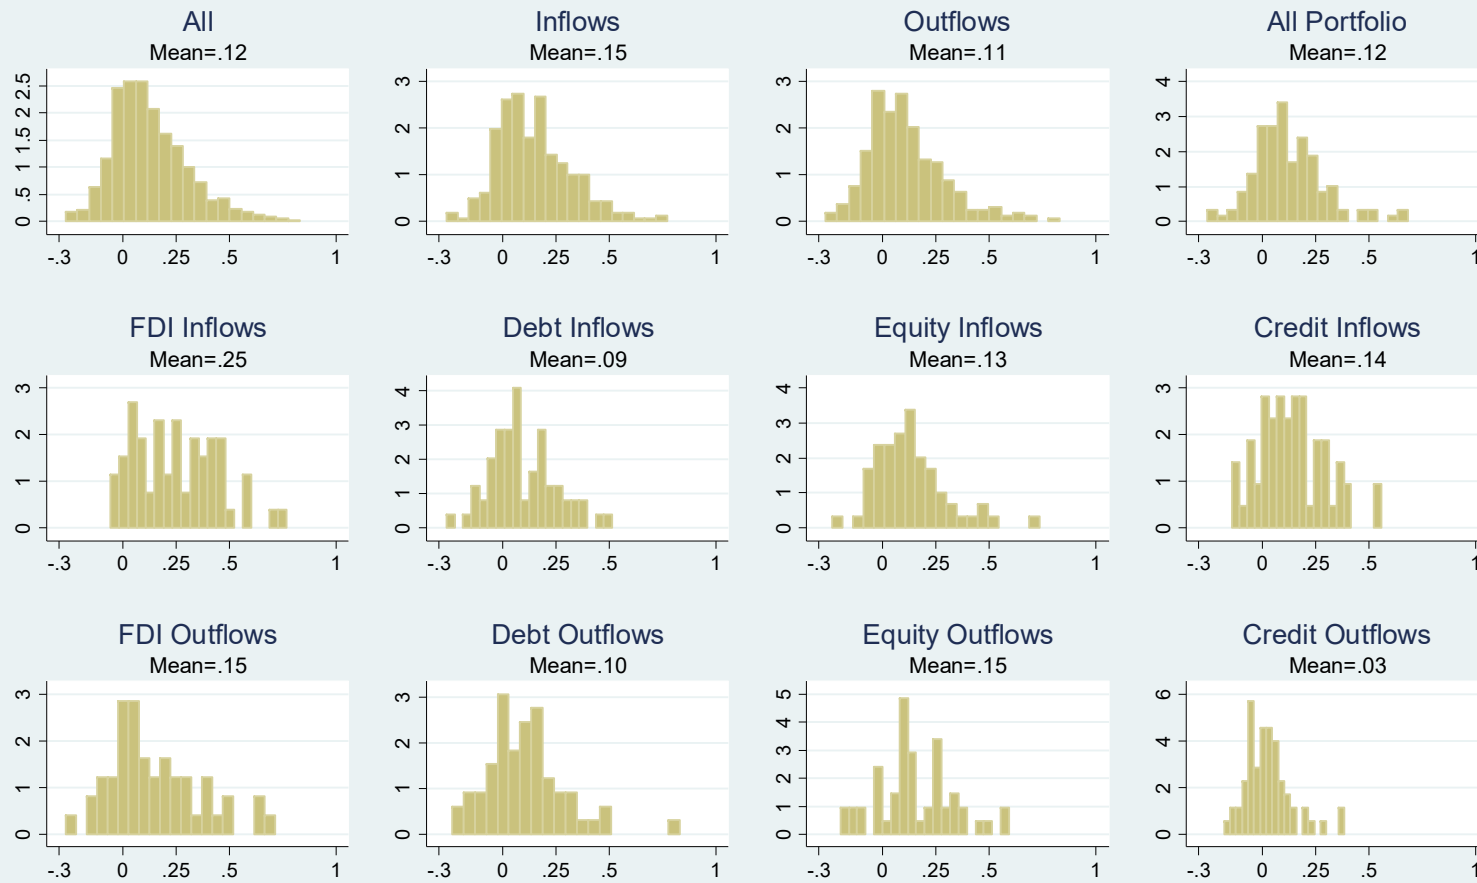 All Inflows Outflows All Portfolio
Mean=.12 Mean=.15 Mean=.11 Mean=.12
0 .5 1 1.5 2 2.5
0 1 2 3
0 1 2 3
0 1 2 3 4
-.3 0 .25 .5 1 -.3 0 .25 .5 1 -.3 0 .25 .5 1 -.3 0 .25 .5 1
FDI Inflows Debt Inflows Equity Inflows Credit Inflows
Mean=.25 Mean=.09 Mean=.13 Mean=.14
0 1 2 3
0 1 2 3 4
0 1 2 3 4
0 1 2 3
-.3 0 .25 .5 1 -.3 0 .25 .5 1 -.3 0 .25 .5 1 -.3 0 .25 .5 1
FDI Outflows Debt Outflows Equity Outflows Credit Outflows
Mean=.15 Mean=.10 Mean=.15 Mean=.03
0 1 2 3
0 1 2 3
0 1 2 3 4 5
0 2 4 6
-.3 0 .25 .5 1 -.3 0 .25 .5 1 -.3 0 .25 .5 1 -.3 0 .25 .5 1